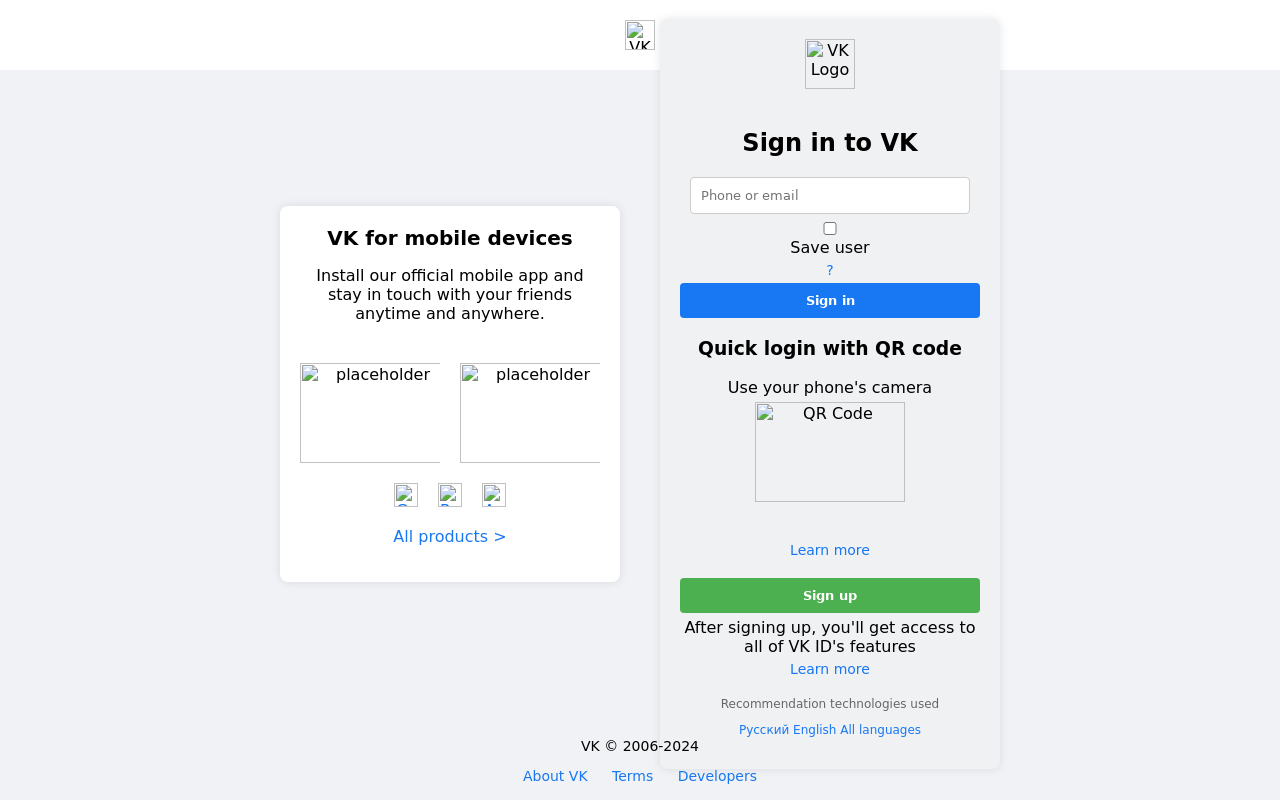 VK
VK for mobile devices
Install our official mobile app and
stay in touch with your friends
anytime and anywhere.
placeholder
placeholder
All products >
VK
Logo
Sign in to VK
Phone or email
Save user
?
Sign in
Quick login with QR code
Use your phone's camera
QR Code
Learn more
Sign up
After signing up, you'll get access to
all of VK ID's features
Learn more
Recommendation technologies used
Русский English All languages
VK © 2006-2024
About VK Terms Developers